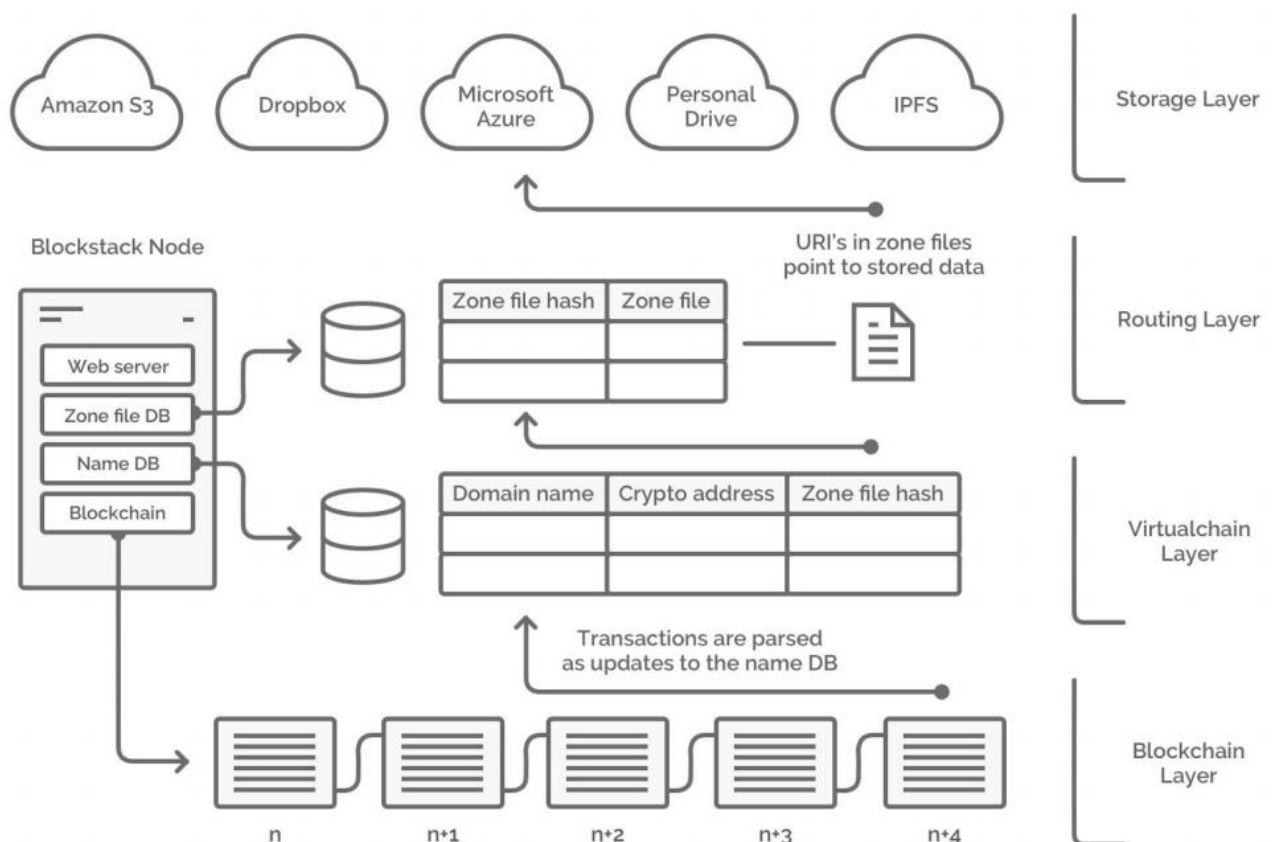 Amazon S3
Dropbox
Microsoft
Azure
Personal
Drive
IPFS
Storage Layer
Blockstack Node
URI's in zone files
point to stored data
Zone file hash
Zone file
Routing Layer
Web server
Zone file DB
Name DB
Blockchain
Domain name
Crypto address
Zone file hash
Virtualchain
Layer
Transactions are parsed
as updates to the name DB
Blockchain
Layer
n
n+1
n+2
n+3
n+4